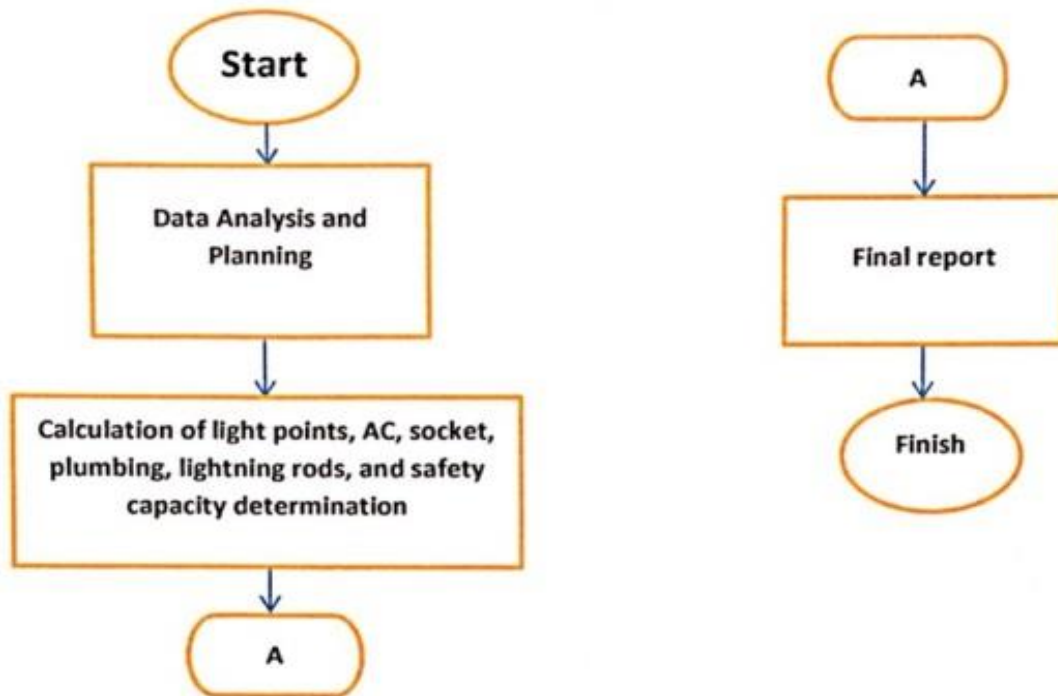 Start
Data Analysis and
Planning
Calculation of light points, AC, socket,
plumbing, lightning rods, and safety
capacity determination
A
A
Final report
Finish